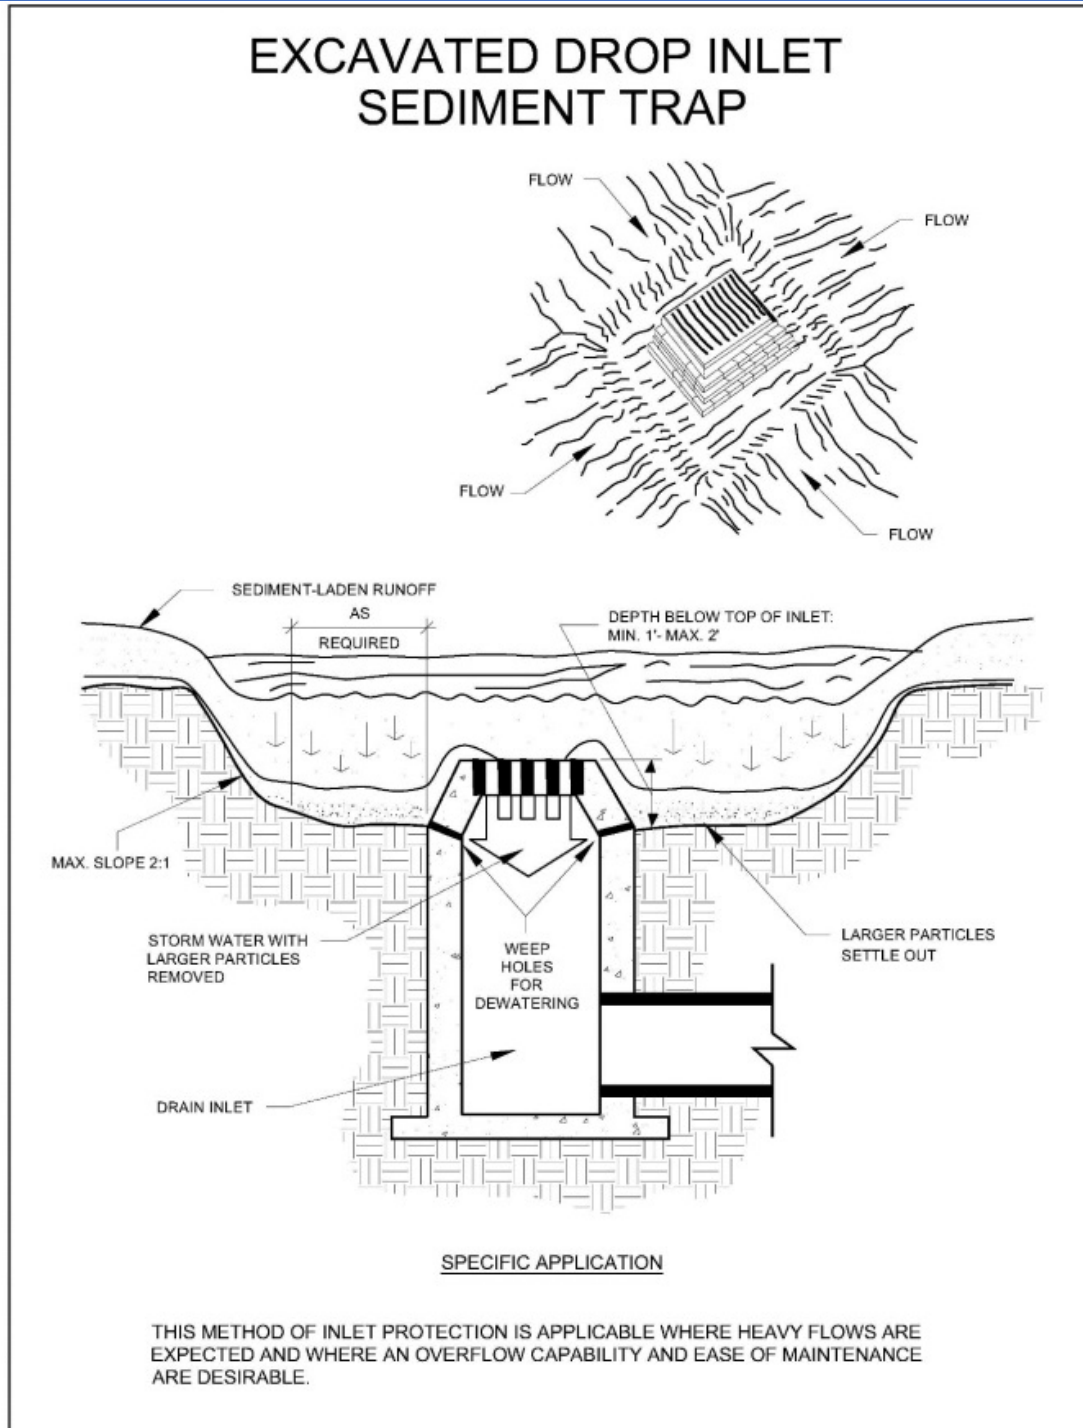 EXCAVATED DROP INLET
SEDIMENT TRAP
FLOW
FLOW
FLOW
FLOW
SEDIMENT-LADEN RUNOFF
AS
REQUIRED
DEPTH BELOW TOP OF INLET:
MIN. 1'- MAX. 2'
MAX. SLOPE 2:1
STORM WATER WITH
LARGER PARTICLES
REMOVED
WEEP
HOLES
FOR
DEWATERING
LARGER PARTICLES
SETTLE OUT
DRAIN INLET
SPECIFIC APPLICATION
THIS METHOD OF INLET PROTECTION IS APPLICABLE WHERE HEAVY FLOWS ARE
EXPECTED AND WHERE AN OVERFLOW CAPABILITY AND EASE OF MAINTENANCE
ARE DESIRABLE.